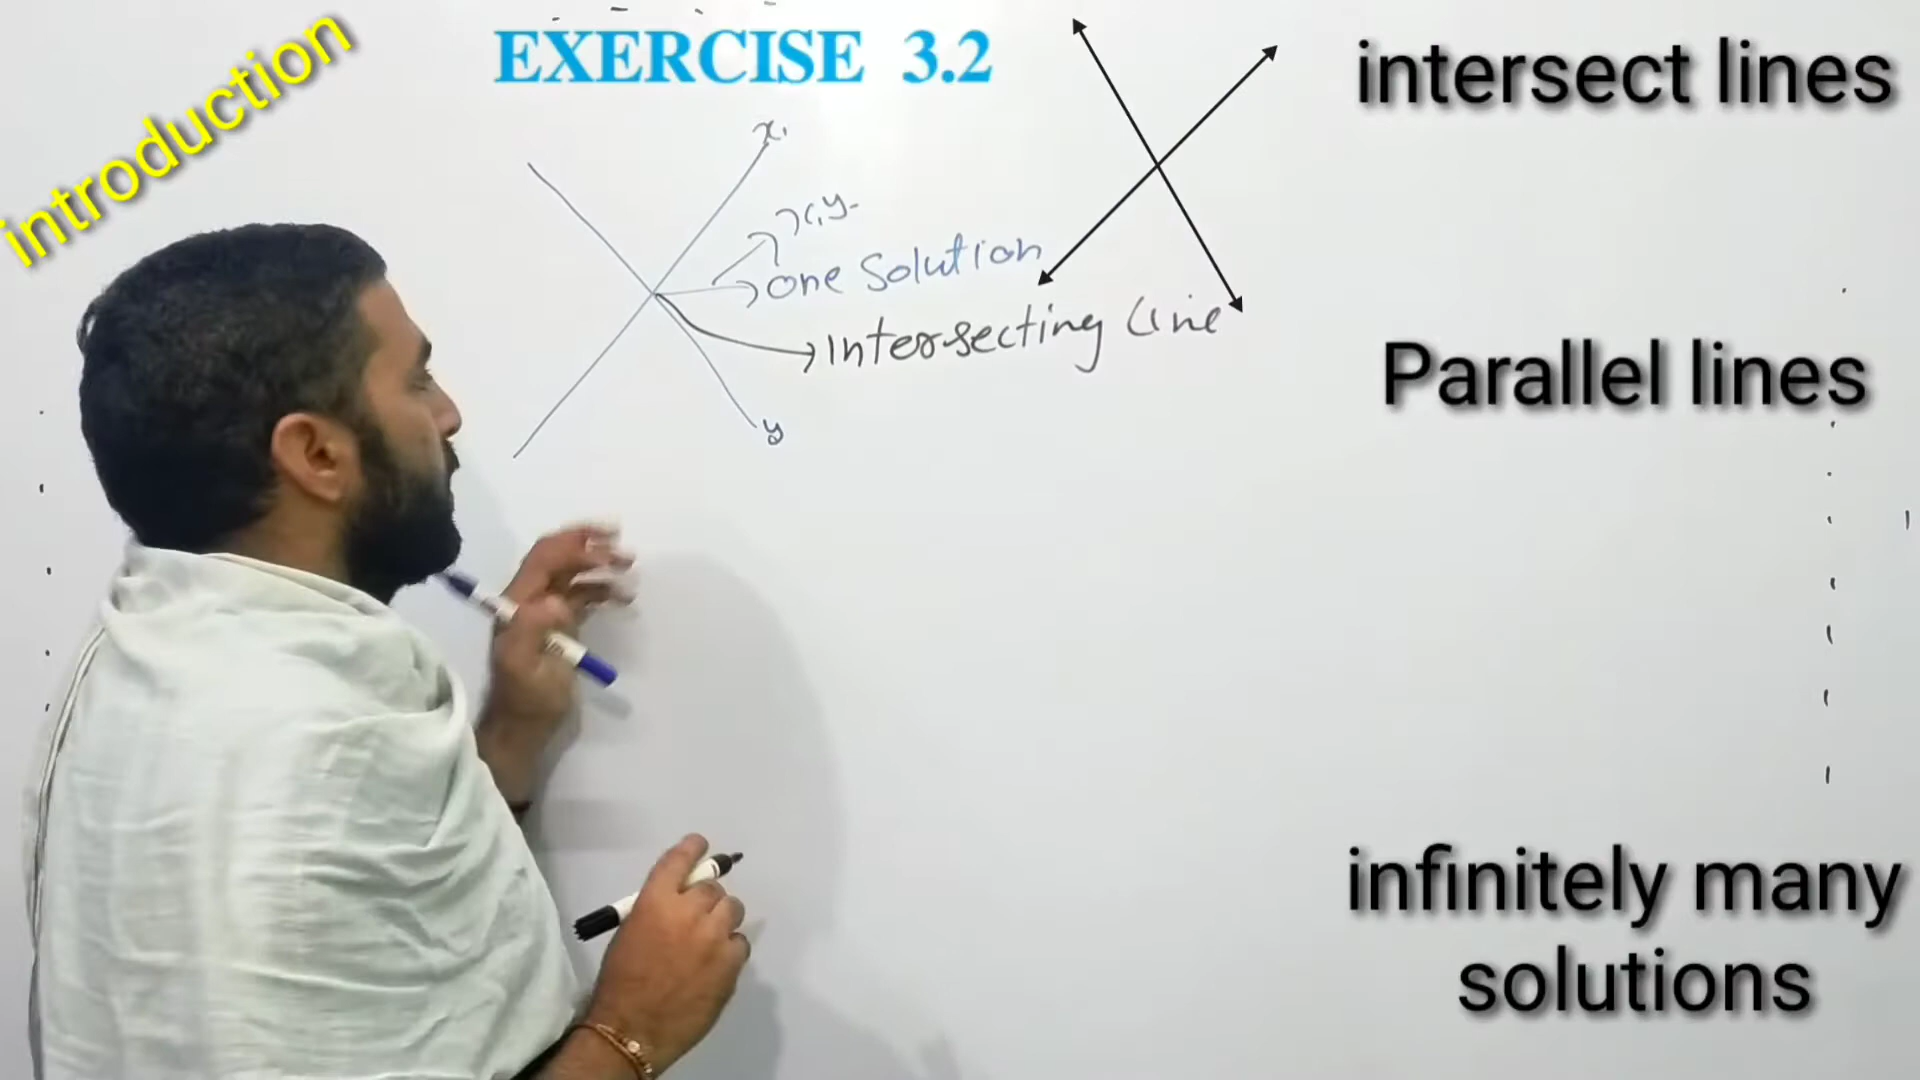 introduction
EXERCISE 3.2
intersect lines
x
x, y
one Solution
Intersecting Line
y
Parallel lines
infinitely many
solutions